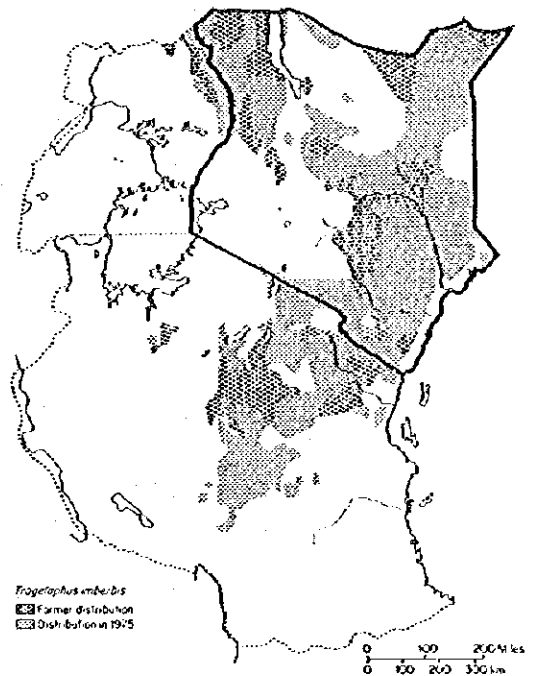 Tragelaphus imberbis
Former distribution
Distribution in 1975
0 100 200 Miles
0 100 200 300 km